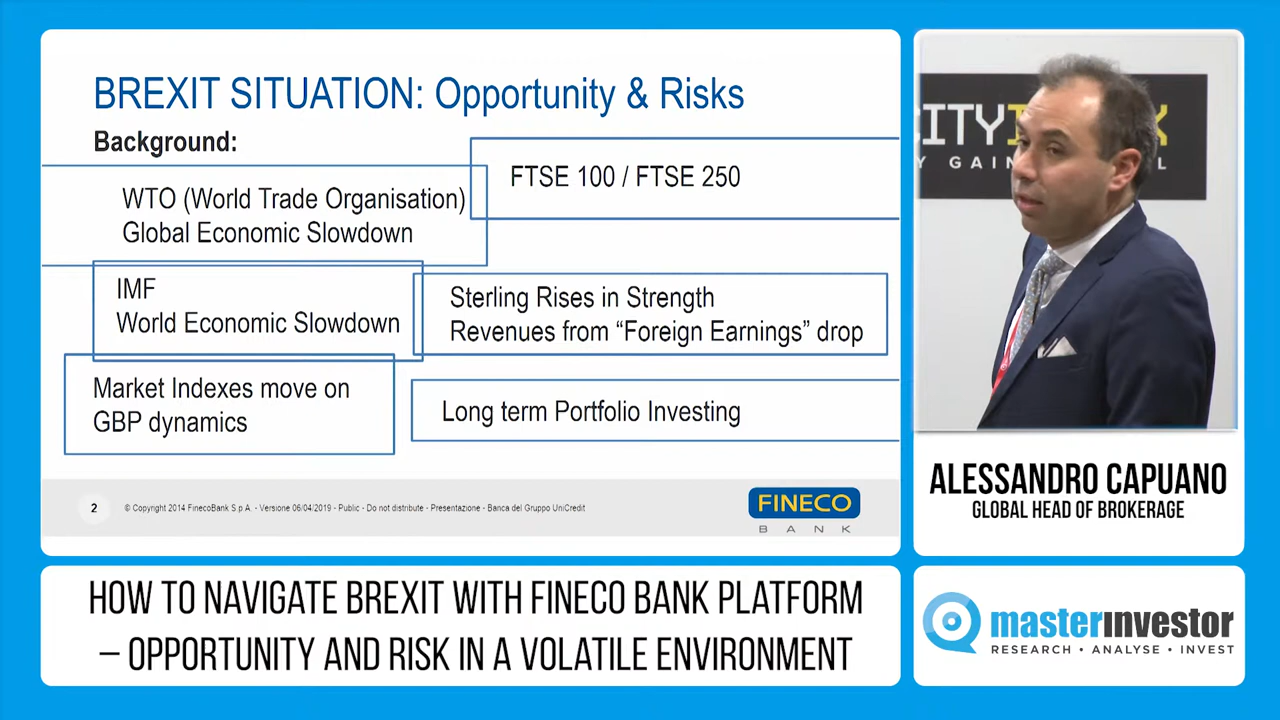 BREXIT SITUATION: Opportunity & Risks
Background:
WTO (World Trade Organisation)
Global Economic Slowdown
FTSE 100 / FTSE 250
IMF
World Economic Slowdown
Sterling Rises in Strength
Revenues from “Foreign Earnings” drop
Market Indexes move on
GBP dynamics
Long term Portfolio Investing
2
© Copyright 2014 FinecoBank S.p.A. - Versione 06/04/2019 - Public - Do not distribute - Presentazione - Banca del Gruppo UniCredit
FINECO
BANK
CITY
GAIN
ALESSANDRO CAPUANO
GLOBAL HEAD OF BROKERAGE
HOW TO NAVIGATE BREXIT WITH FINECO BANK PLATFORM
– OPPORTUNITY AND RISK IN A VOLATILE ENVIRONMENT
masterinvestor
RESEARCH • ANALYSE • INVEST